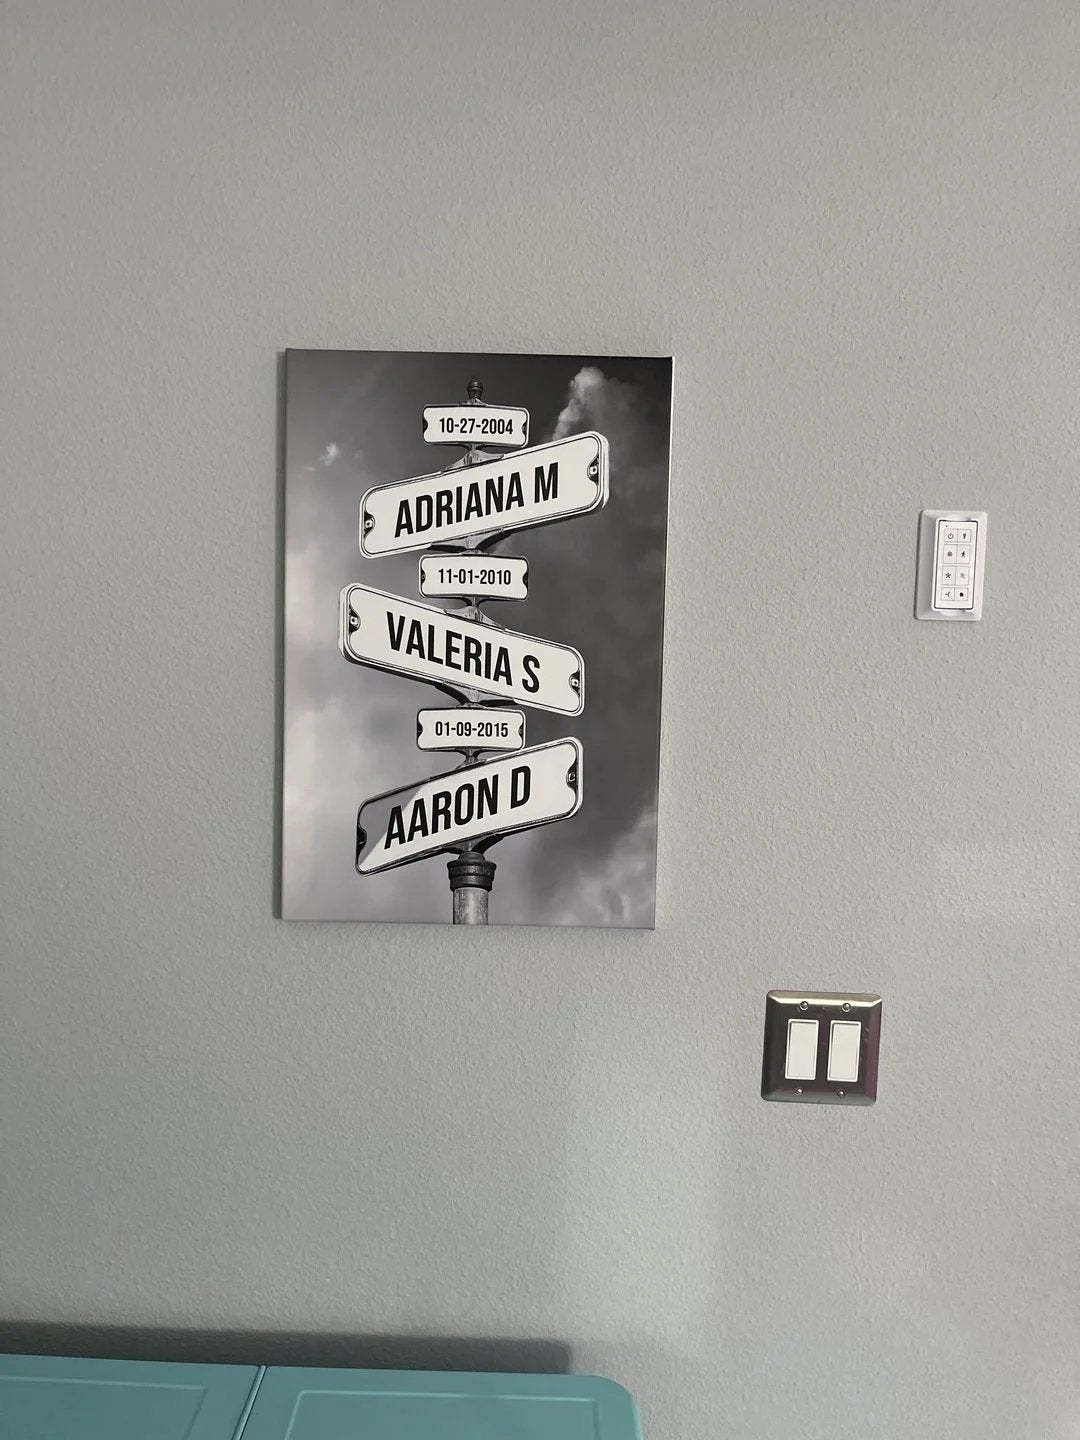 10-27-2004
ADRIANA M
11-01-2010
VALERIA S
01-09-2015
AARON D